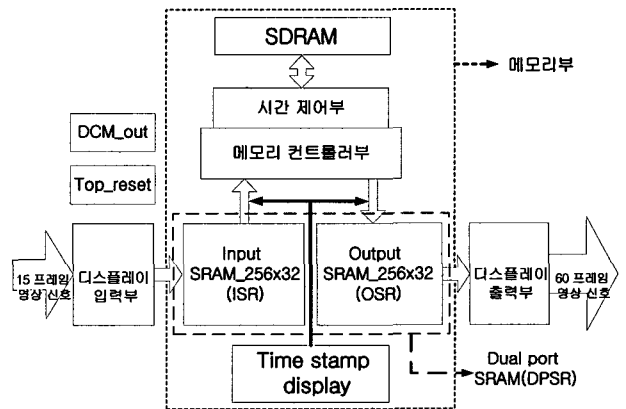 SDRAM
메모리부
시간 제어부
DCM_out
메모리 컨트롤러부
Top_reset
15 프레임
영상 신호
디스플레이
입력부
Input
SRAM_256x32
(ISR)
Output
SRAM_256x32
(OSR)
디스플레이
출력부
60 프레임
영상 신호
Time stamp
display
Dual port
SRAM(DPSR)